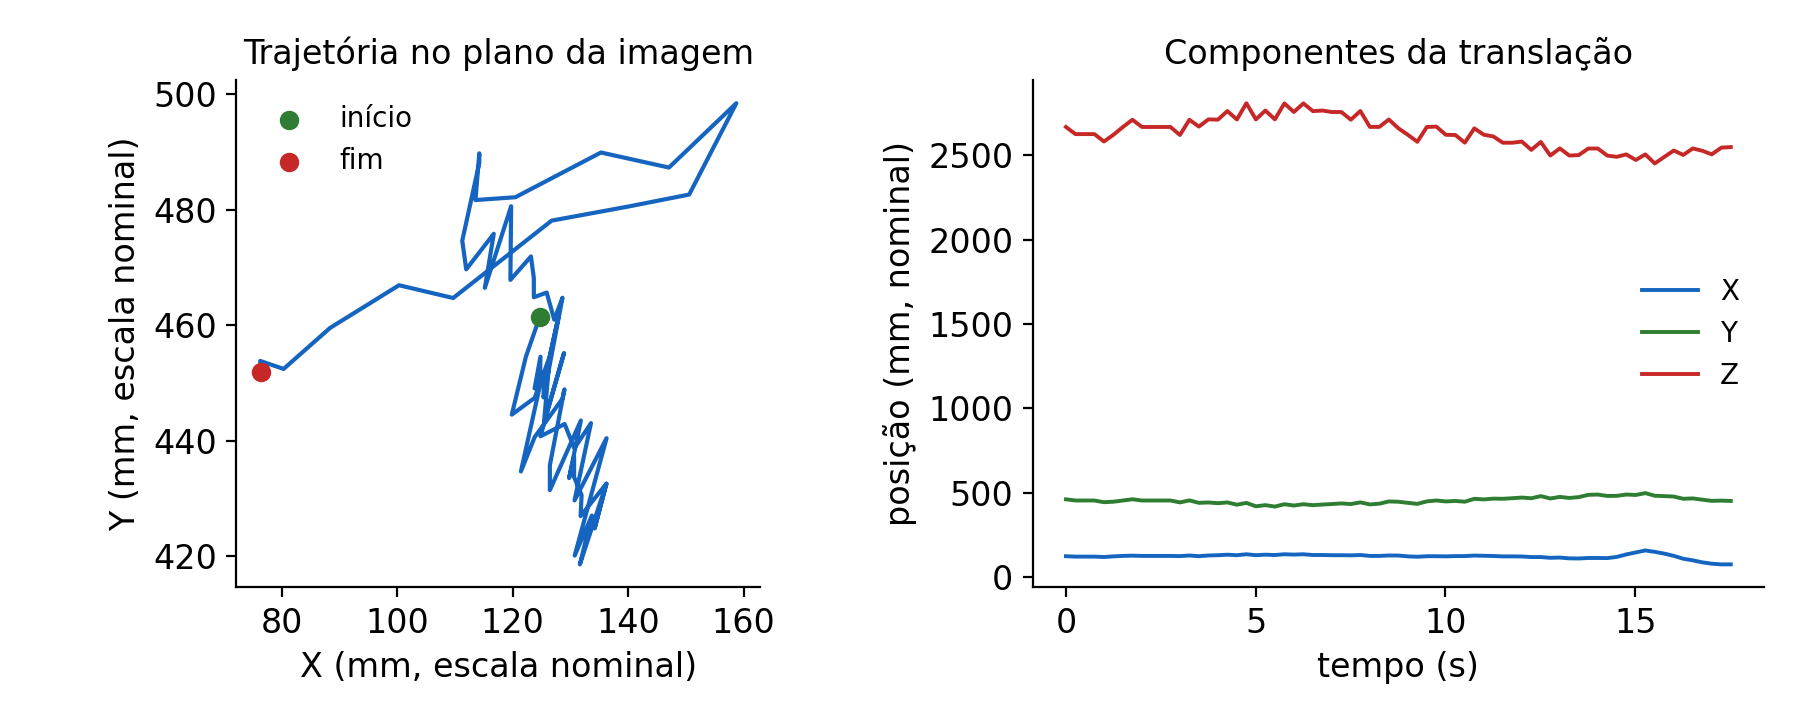 Trajetória no plano da imagem
500
480
460
440
420
80 100 120 140 160
X (mm, escala nominal)
Y (mm, escala nominal)
início
fim
Componentes da translação
2500
2000
1500
1000
500
0
0 5 10 15
tempo (s)
posição (mm, nominal)
X
Y
Z